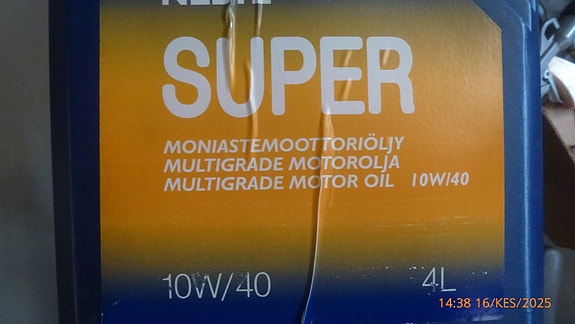 SUPER
MONIASTEMOOTTORIÖLJY
MULTIGRADE MOTOROLJA
MULTIGRADE MOTOR OIL 10W/40
10W/40 4L
14:38 16/KES/2025